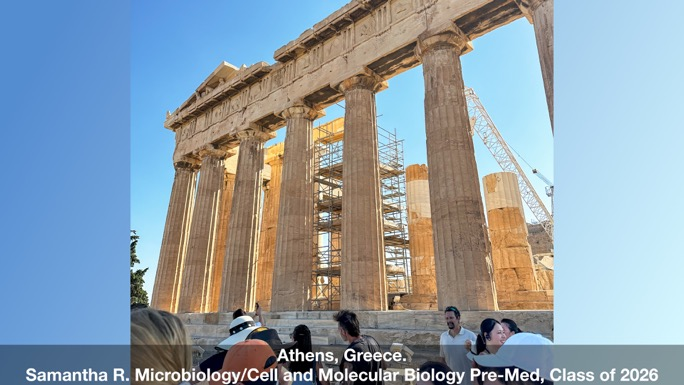 Athens, Greece.
Samantha R. Microbiology/Cell and Molecular Biology Pre-Med, Class of 2026